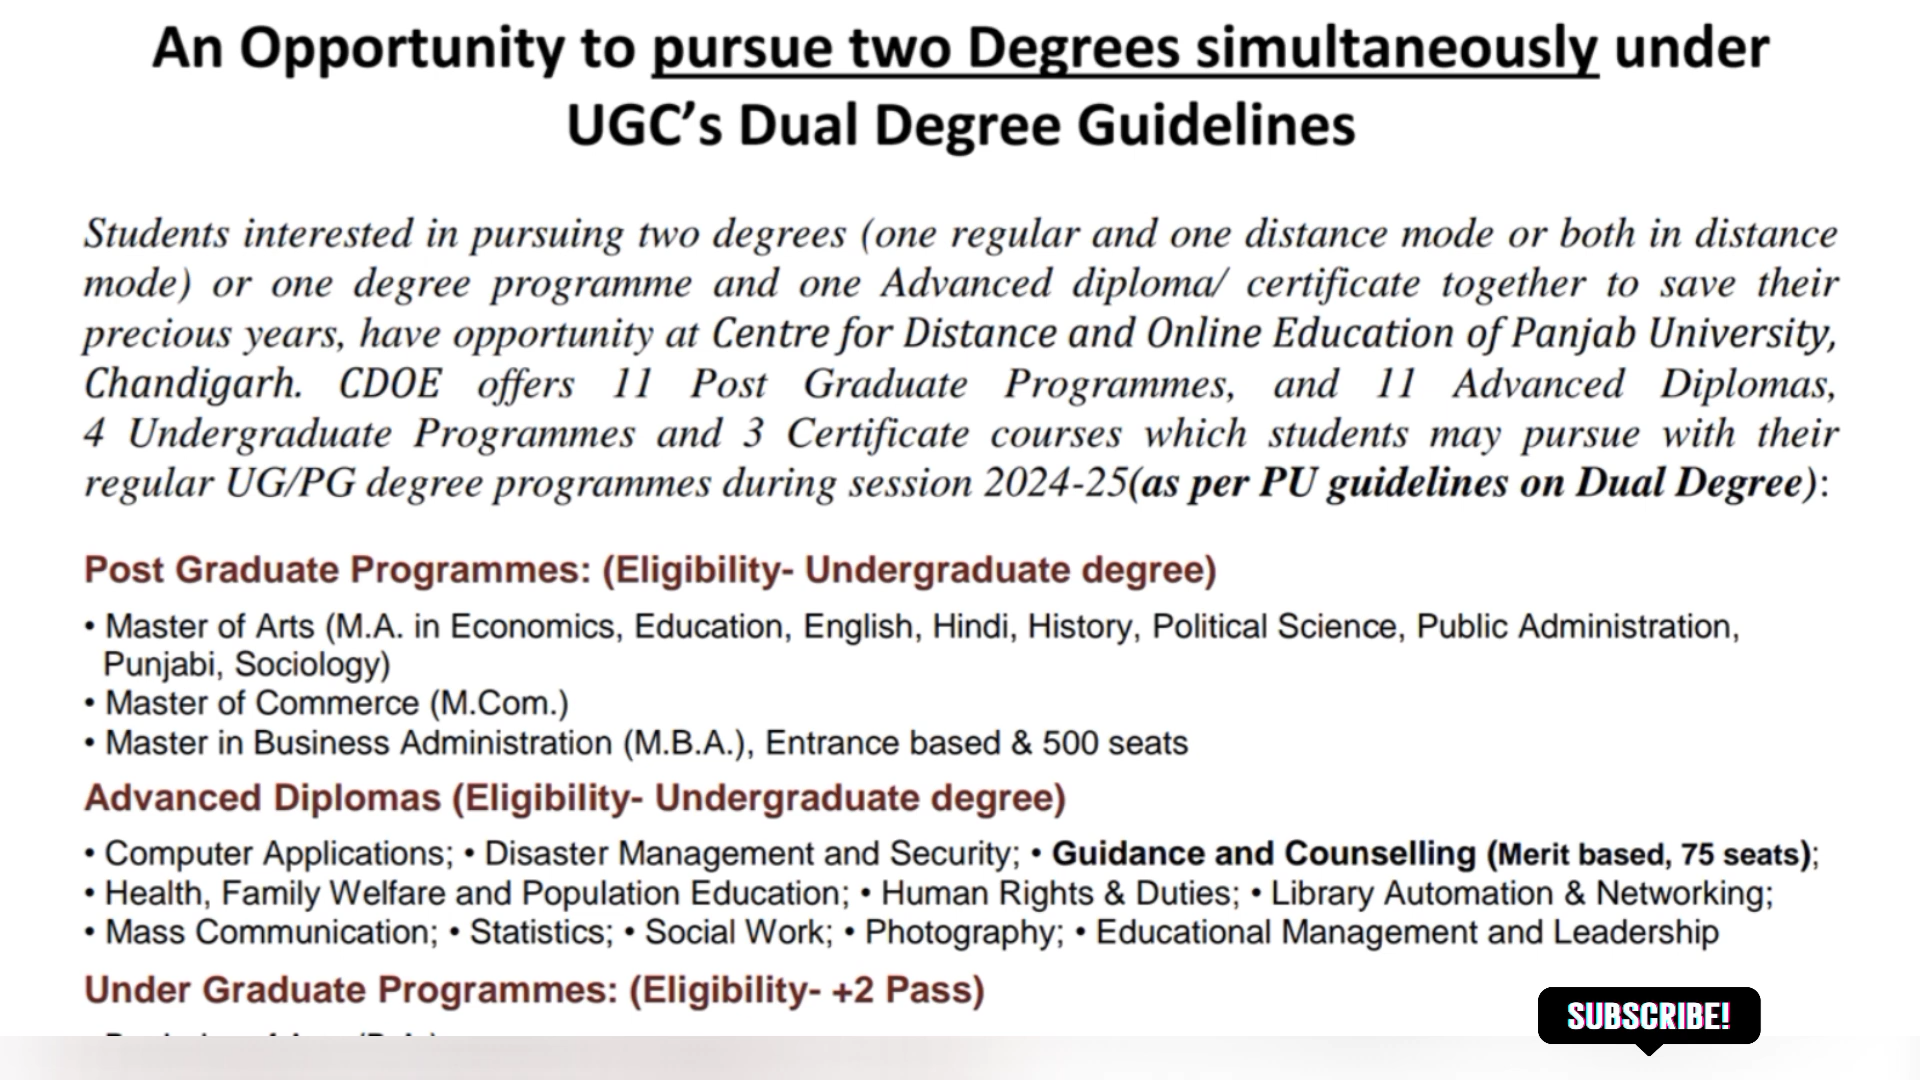 An Opportunity to pursue two Degrees simultaneously under
UGC’s Dual Degree Guidelines
Students interested in pursuing two degrees (one regular and one distance mode or both in distance
mode) or one degree programme and one Advanced diploma/ certificate together to save their
precious years, have opportunity at Centre for Distance and Online Education of Panjab University,
Chandigarh. CDOE offers 11 Post Graduate Programmes, and 11 Advanced Diplomas,
4 Undergraduate Programmes and 3 Certificate courses which students may pursue with their
regular UG/PG degree programmes during session 2024-25(as per PU guidelines on Dual Degree):
Post Graduate Programmes: (Eligibility- Undergraduate degree)
• Master of Arts (M.A. in Economics, Education, English, Hindi, History, Political Science, Public Administration,
Punjabi, Sociology)
• Master of Commerce (M.Com.)
• Master in Business Administration (M.B.A.), Entrance based & 500 seats
Advanced Diplomas (Eligibility- Undergraduate degree)
• Computer Applications; • Disaster Management and Security; • Guidance and Counselling (Merit based, 75 seats);
• Health, Family Welfare and Population Education; • Human Rights & Duties; • Library Automation & Networking;
• Mass Communication; • Statistics; • Social Work; • Photography; • Educational Management and Leadership
Under Graduate Programmes: (Eligibility- +2 Pass)
SUBSCRIBE!